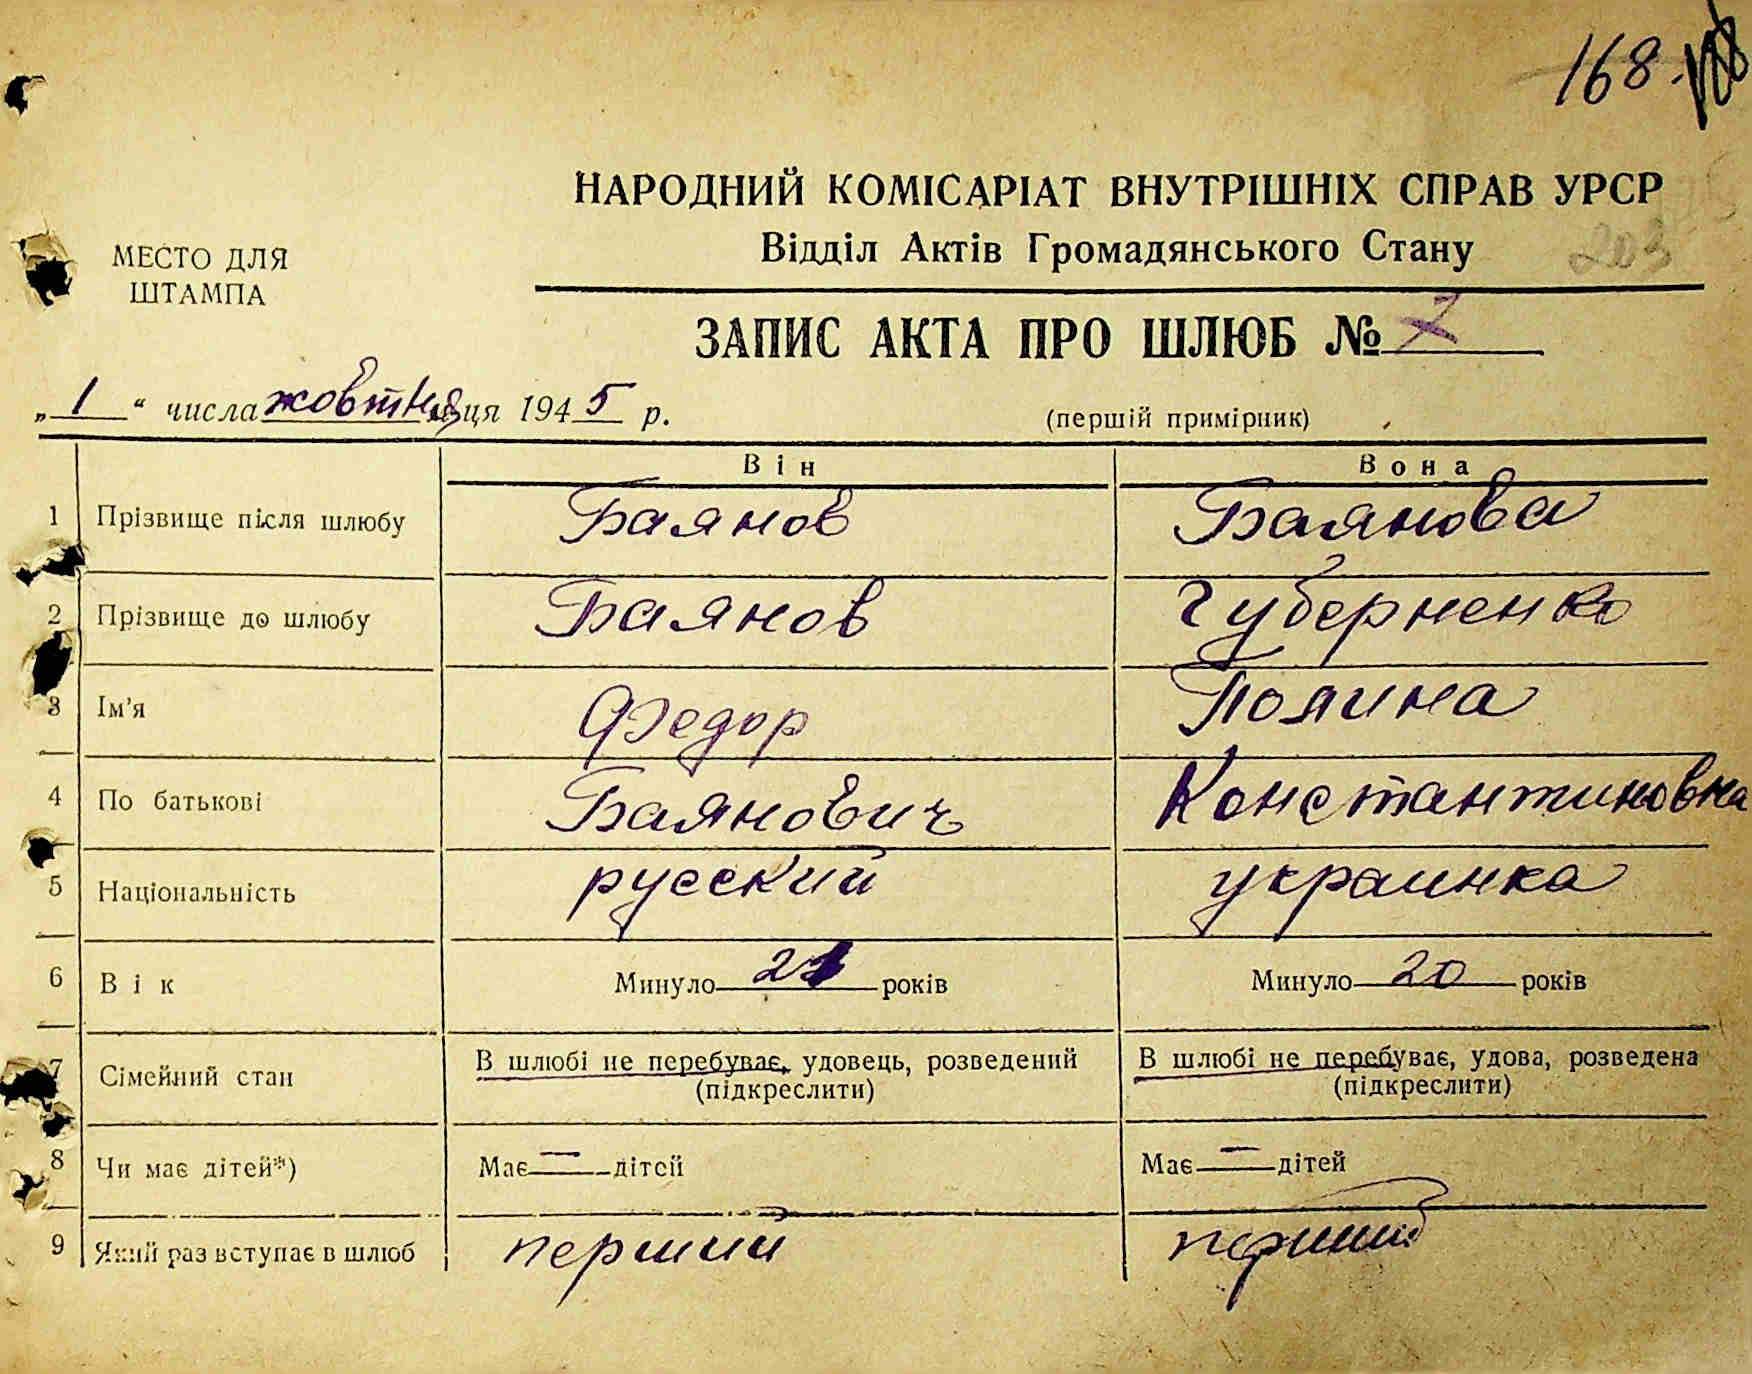 168
203
НАРОДНИЙ КОМІСАРІАТ ВНУТРІШНІХ СПРАВ УРСР
Відділ Актів Громадянського Стану
МЕСТО ДЛЯ
ШТАМПА
ЗАПИС АКТА ПРО ШЛЮБ № 7
„1“ числа жовтня м-ця 1945 р.
(першій примірник)
Він Вона
1 Прізвище після шлюбу Баянов Баянова
2 Прізвище до шлюбу Баянов Губерненко
3 Ім'я Федор Полина
4 По батькові Баянович Константиновна
5 Національність русский украинка
6 Вік Минуло років Минуло 20 років
7 Сімейний стан В шлюбі не перебуває, удовець, розведений В шлюбі не перебуває, удова, розведена
(підкреслити) (підкреслити)
8 Чи має дітей*) Має — дітей Має — дітей
9 Який раз вступає в шлюб перший перший